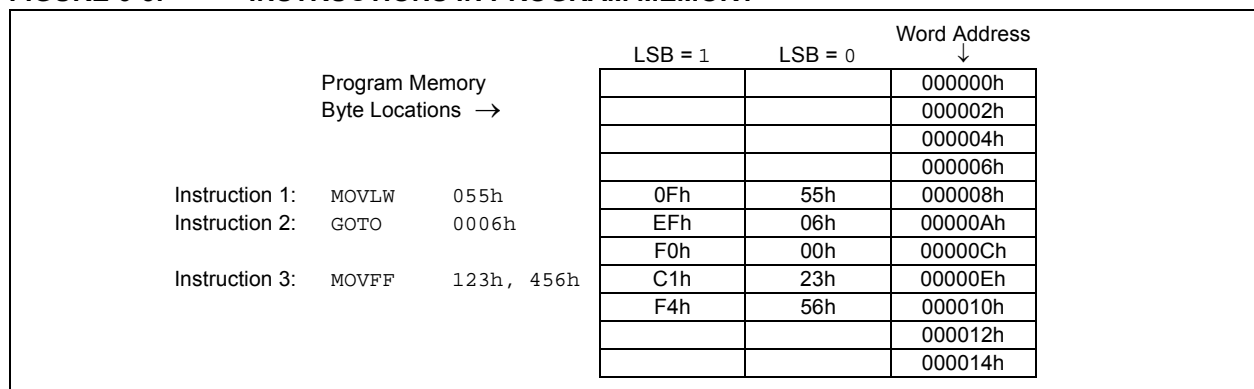 FIGURE INSTRUCTIONS IN PROGRAM MEMORY
Word Address
LSB = 1 LSB = 0 ↓
Program Memory 000000h
Byte Locations → 000002h
000004h
000006h
Instruction 1: MOVLW 055h 0Fh 55h 000008h
Instruction 2: GOTO 0006h EFh 06h 00000Ah
F0h 00h 00000Ch
Instruction 3: MOVFF 123h, 456h C1h 23h 00000Eh
F4h 56h 000010h
000012h
000014h